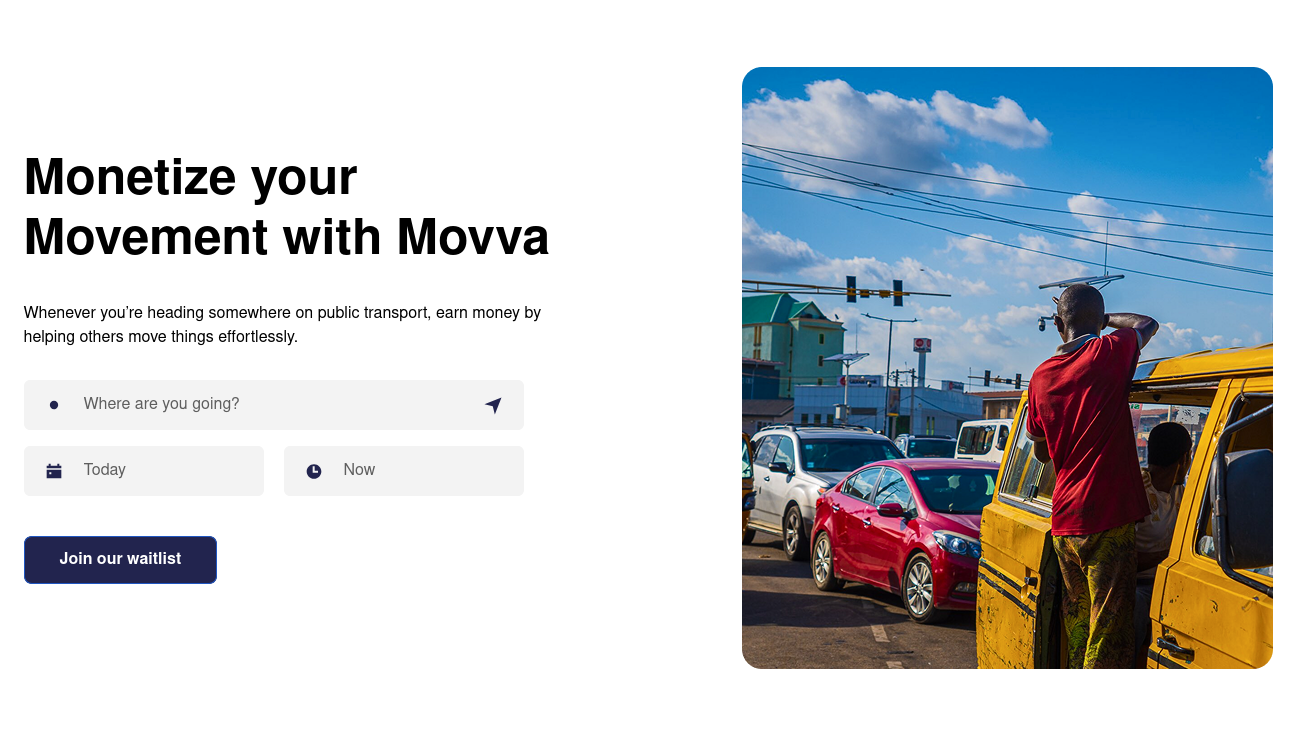 Monetize your
Movement with Movva
Whenever you’re heading somewhere on public transport, earn money by
helping others move things effortlessly.
Where are you going?
Today
Now
Join our waitlist